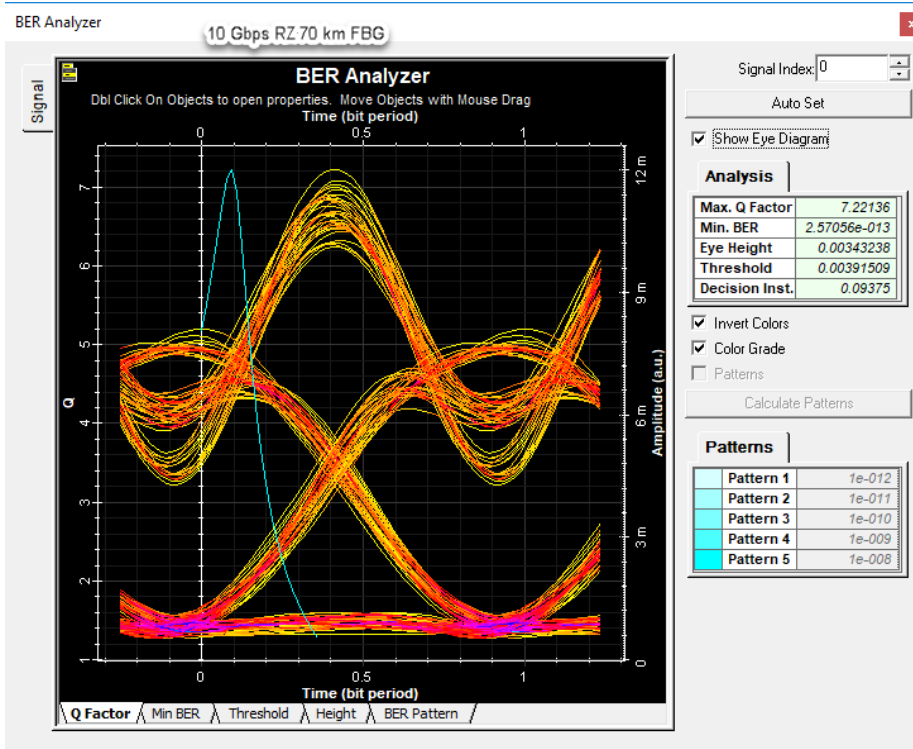 BER Analyzer
10 Gbps RZ 70 km FBG
Signal
BER Analyzer
Dbl Click On Objects to open properties. Move Objects with Mouse Drag
Time (bit period)
0 0.5 1
Q
7
6
5
4
3
2
1
Amplitude (a.u.)
12 m
9 m
6 m
3 m
0
0 0.5 1
Time (bit period)
Q Factor Min BER Threshold Height BER Pattern
Signal Index: 0
Auto Set
Show Eye Diagram
Analysis
Max. Q Factor 7.22136
Min. BER 2.57056e-013
Eye Height 0.00343238
Threshold 0.00391509
Decision Inst. 0.09375
Invert Colors
Color Grade
Patterns
Calculate Patterns
Patterns
Pattern 1 1e-012
Pattern 2 1e-011
Pattern 3 1e-010
Pattern 4 1e-009
Pattern 5 1e-008